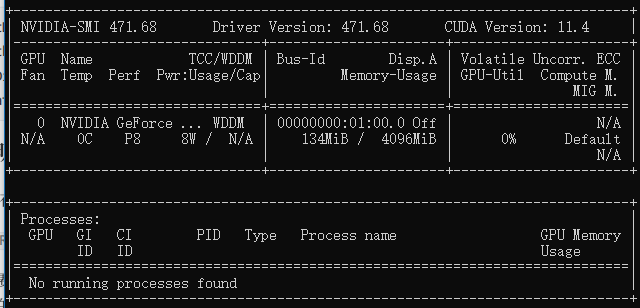 NVIDIA-SMI 471.68 Driver Version: 471.68 CUDA Version: 11.4
GPU Name TCC/WDDM Bus-Id Disp.A Volatile Uncorr. ECC
Fan Temp Perf Pwr:Usage/Cap Memory-Usage GPU-Util Compute M.
MIG M.
0 NVIDIA GeForce ... WDDM 00000000:01:00.0 Off N/A
N/A 0C P8 8W / N/A 134MiB / 4096MiB 0% Default
N/A
Processes:
GPU GI CI PID Type Process name GPU Memory
ID ID Usage
No running processes found